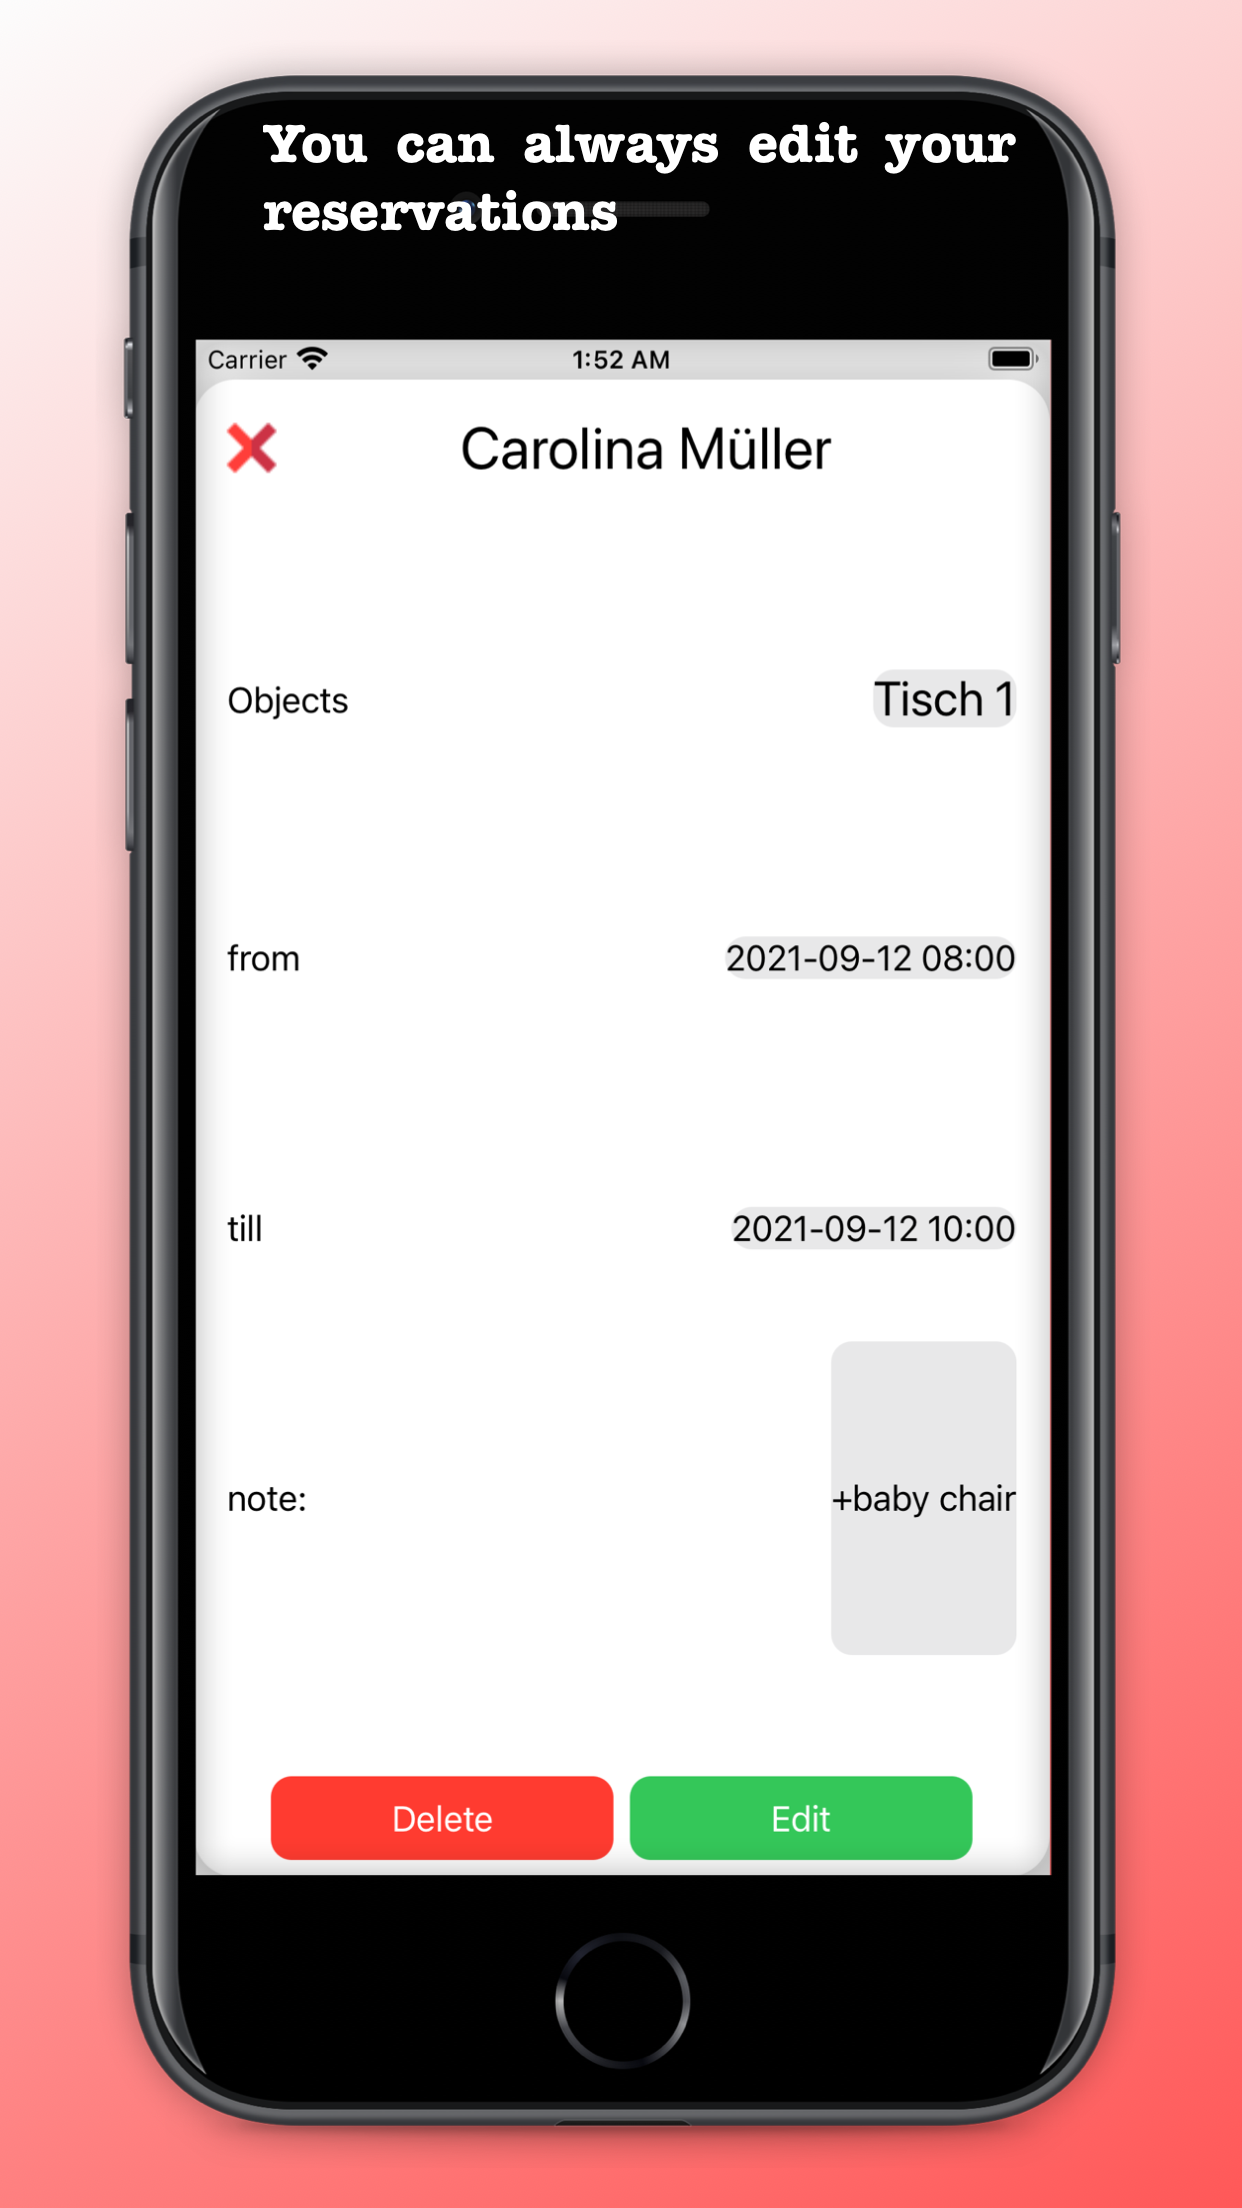 You can always edit your
reservations
Carrier 1:52 AM
Carolina Müller
Objects Tisch 1
from 2021-09-12 08:00
till 2021-09-12 10:00
note: +baby chair
Delete Edit